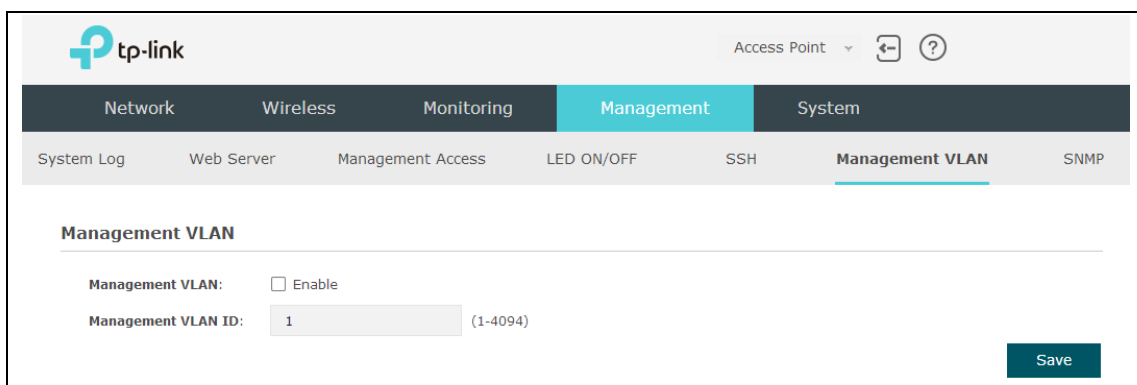 tp-link
Access Point
Network Wireless Monitoring Management System
System Log Web Server Management Access LED ON/OFF SSH Management VLAN SNMP
Management VLAN
Management VLAN: Enable
Management VLAN ID: 1 (1-4094)
Save